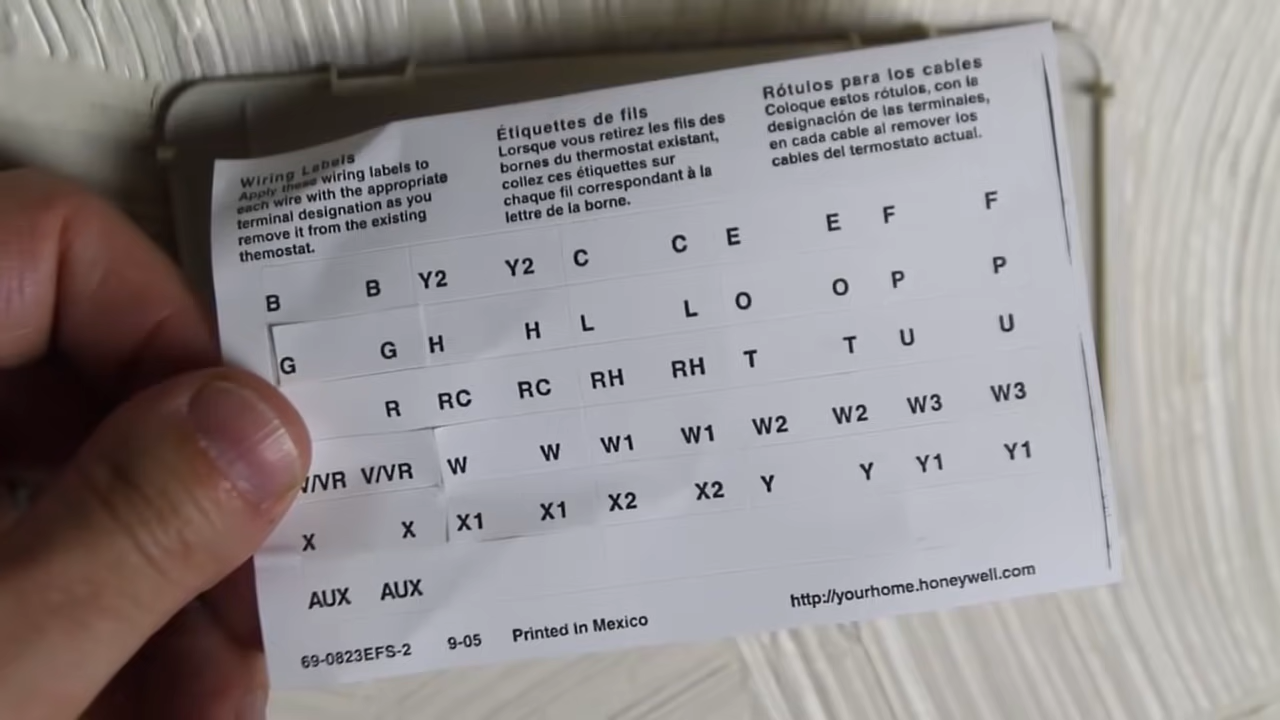 Wiring Labels
Apply these wiring labels to
each wire with the appropriate
terminal designation as you
remove it from the existing
themostat.
Étiquettes de fils
Lorsque vous retirez les fils des
bornes du thermostat existant,
collez ces étiquettes sur
chaque fil correspondant à la
lettre de la borne.
Rótulos para los cables
Coloque estos rótulos, con la
designación de las terminales,
en cada cable al remover los
cables del termostato actual.
B B Y2 Y2 C C E E F F
G G H H L L O O P P
R RC RC RH RH T T U U
V/VR V/VR W W W1 W1 W2 W2 W3 W3
X X X1 X1 X2 X2 Y Y Y1 Y1
AUX AUX
69-0823EFS-2 9-05 Printed in Mexico http://yourhome.honeywell.com